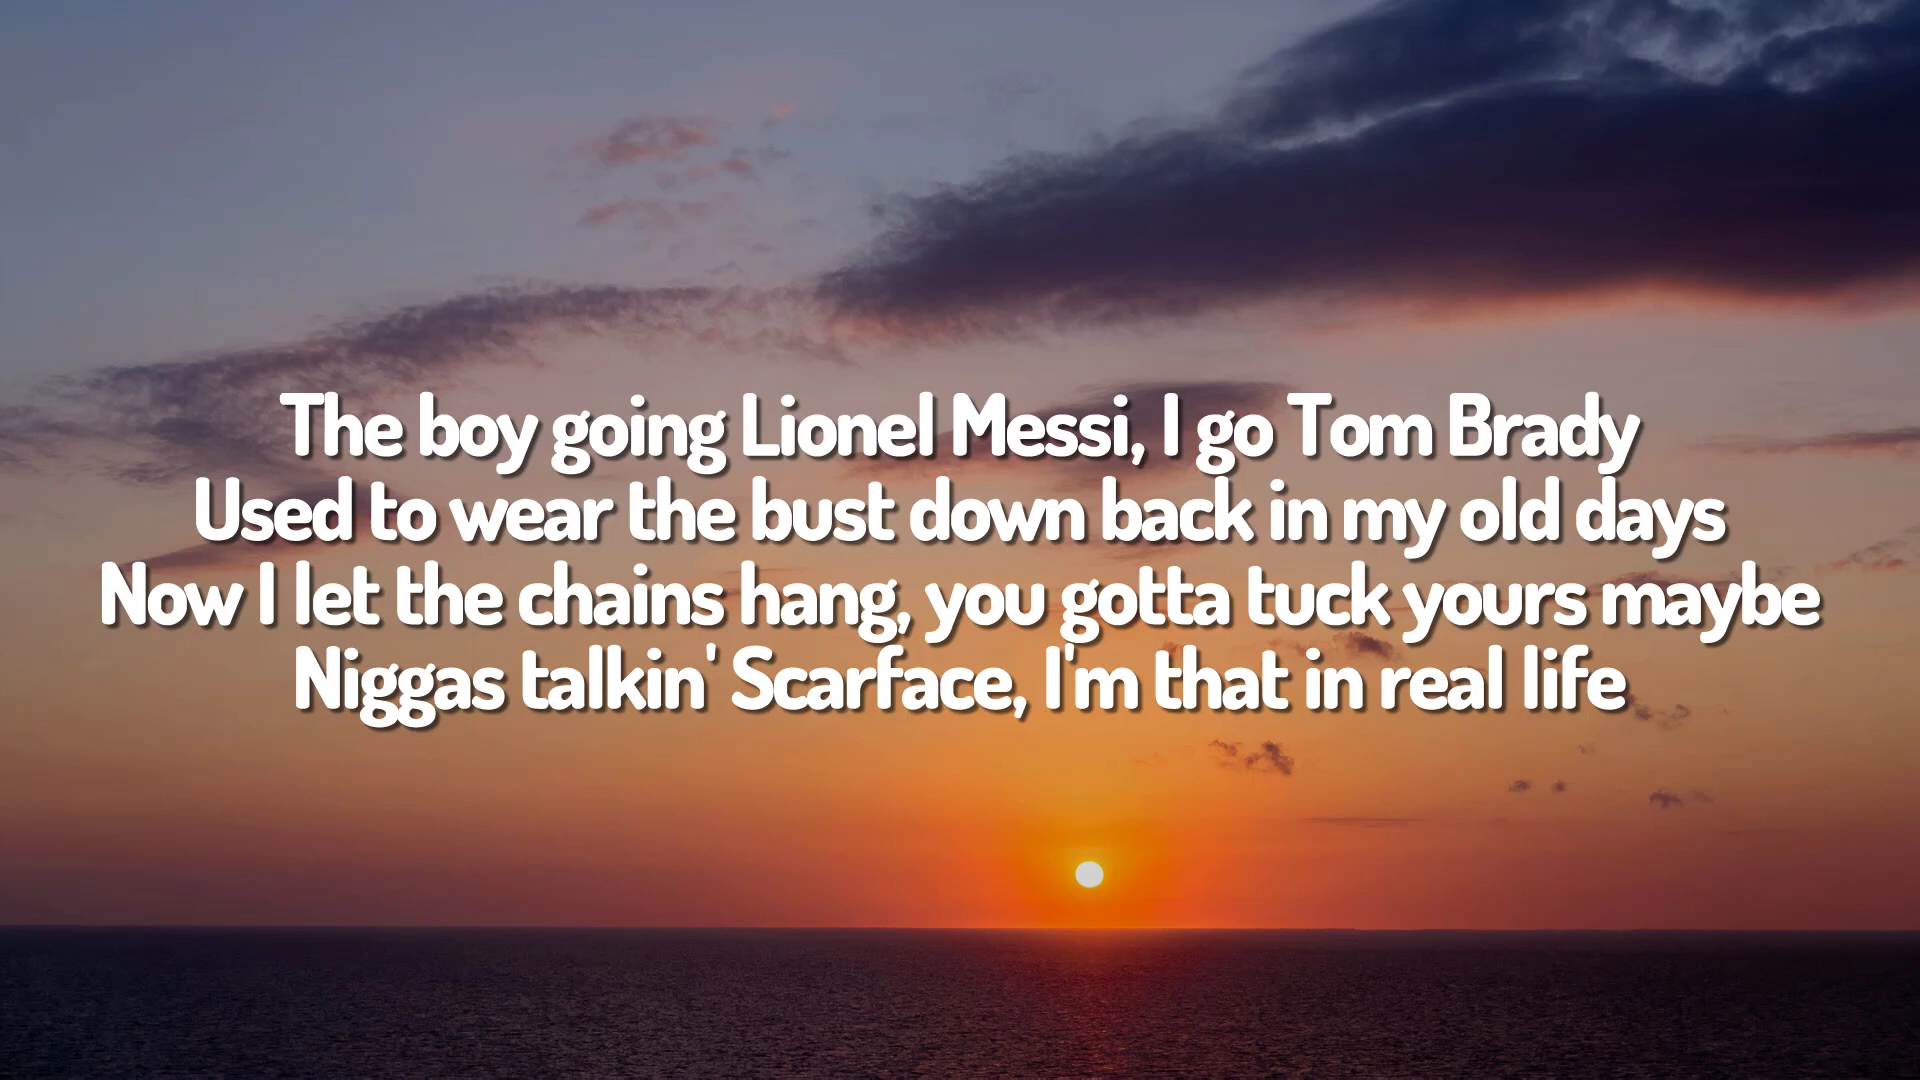 The boy going Lionel Messi, I go Tom Brady
Used to wear the bust down back in my old days
Now I let the chains hang, you gotta tuck yours maybe
Niggas talkin' Scarface, I'm that in real life